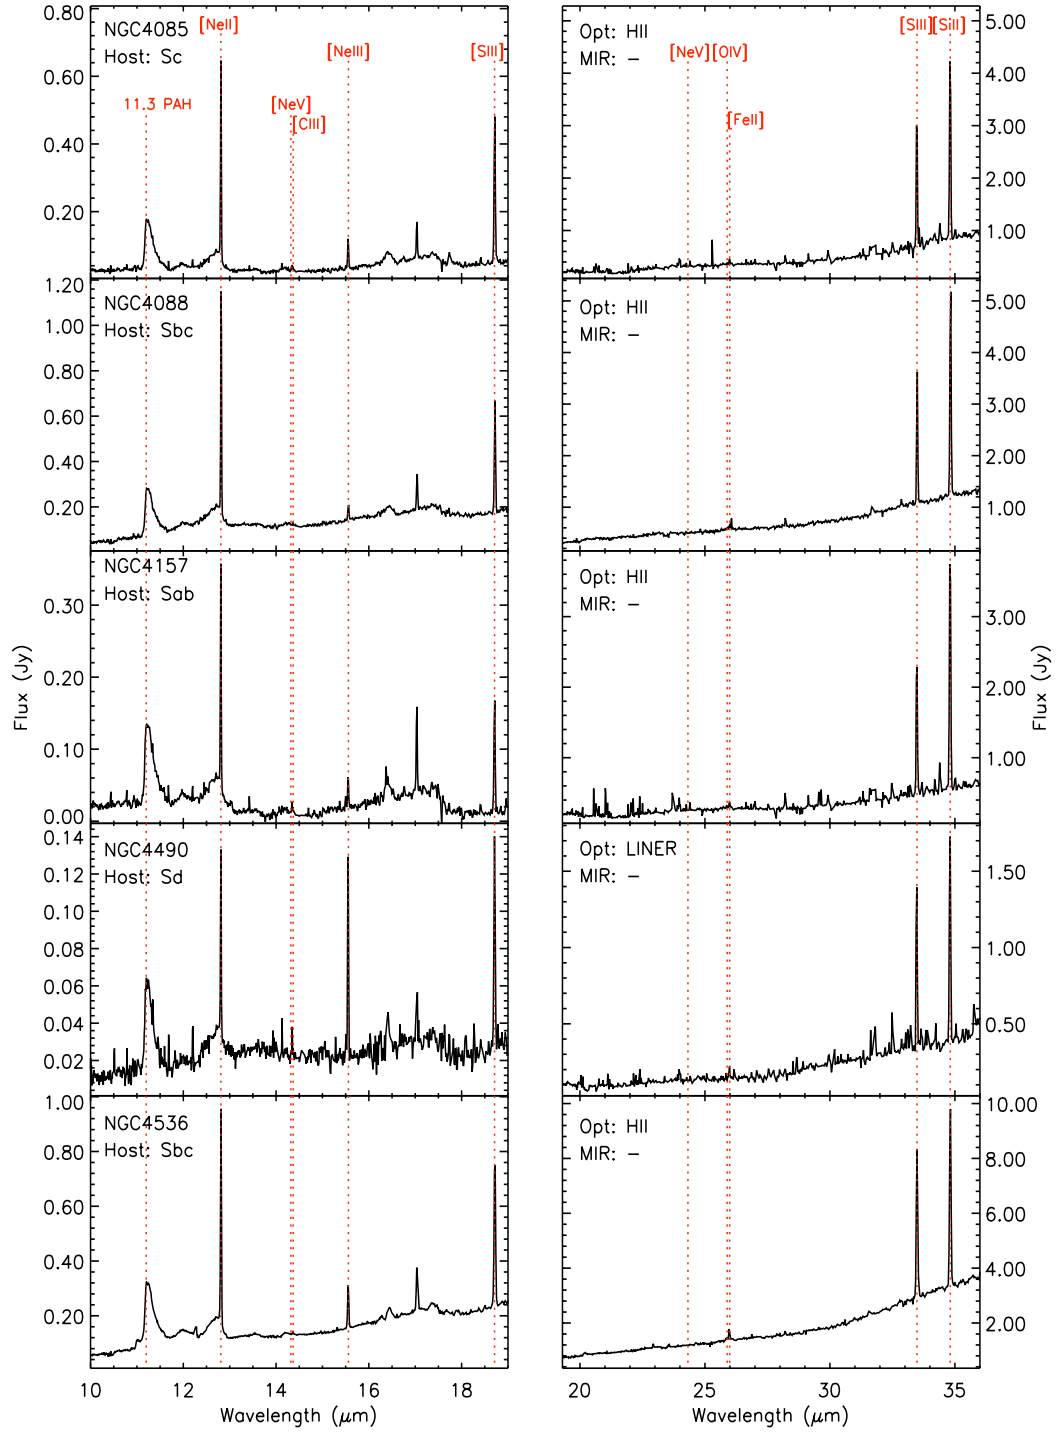 NGC4085
Host: Sc
[NeII]
[NeIII]
[SIII]
11.3 PAH
[NeV]
[CIII]
0.80
0.60
0.40
0.20
Opt: HII
MIR: –
[NeV]
[OIV]
[FeII]
[SIII]
[SiII]
5.00
4.00
3.00
2.00
1.00
NGC4088
Host: Sbc
1.20
1.00
0.80
0.60
0.40
0.20
Opt: HII
MIR: –
5.00
4.00
3.00
2.00
1.00
NGC4157
Host: Sab
0.30
0.20
0.10
0.00
Opt: HII
MIR: –
3.00
2.00
1.00
Flux (Jy)
Flux (Jy)
NGC4490
Host: Sd
0.14
0.12
0.10
0.08
0.06
0.04
0.02
Opt: LINER
MIR: –
1.50
1.00
0.50
NGC4536
Host: Sbc
1.00
0.80
0.60
0.40
0.20
Opt: HII
MIR: –
10.00
8.00
6.00
4.00
2.00
10 12 14 16 18
Wavelength (μm)
20 25 30 35
Wavelength (μm)